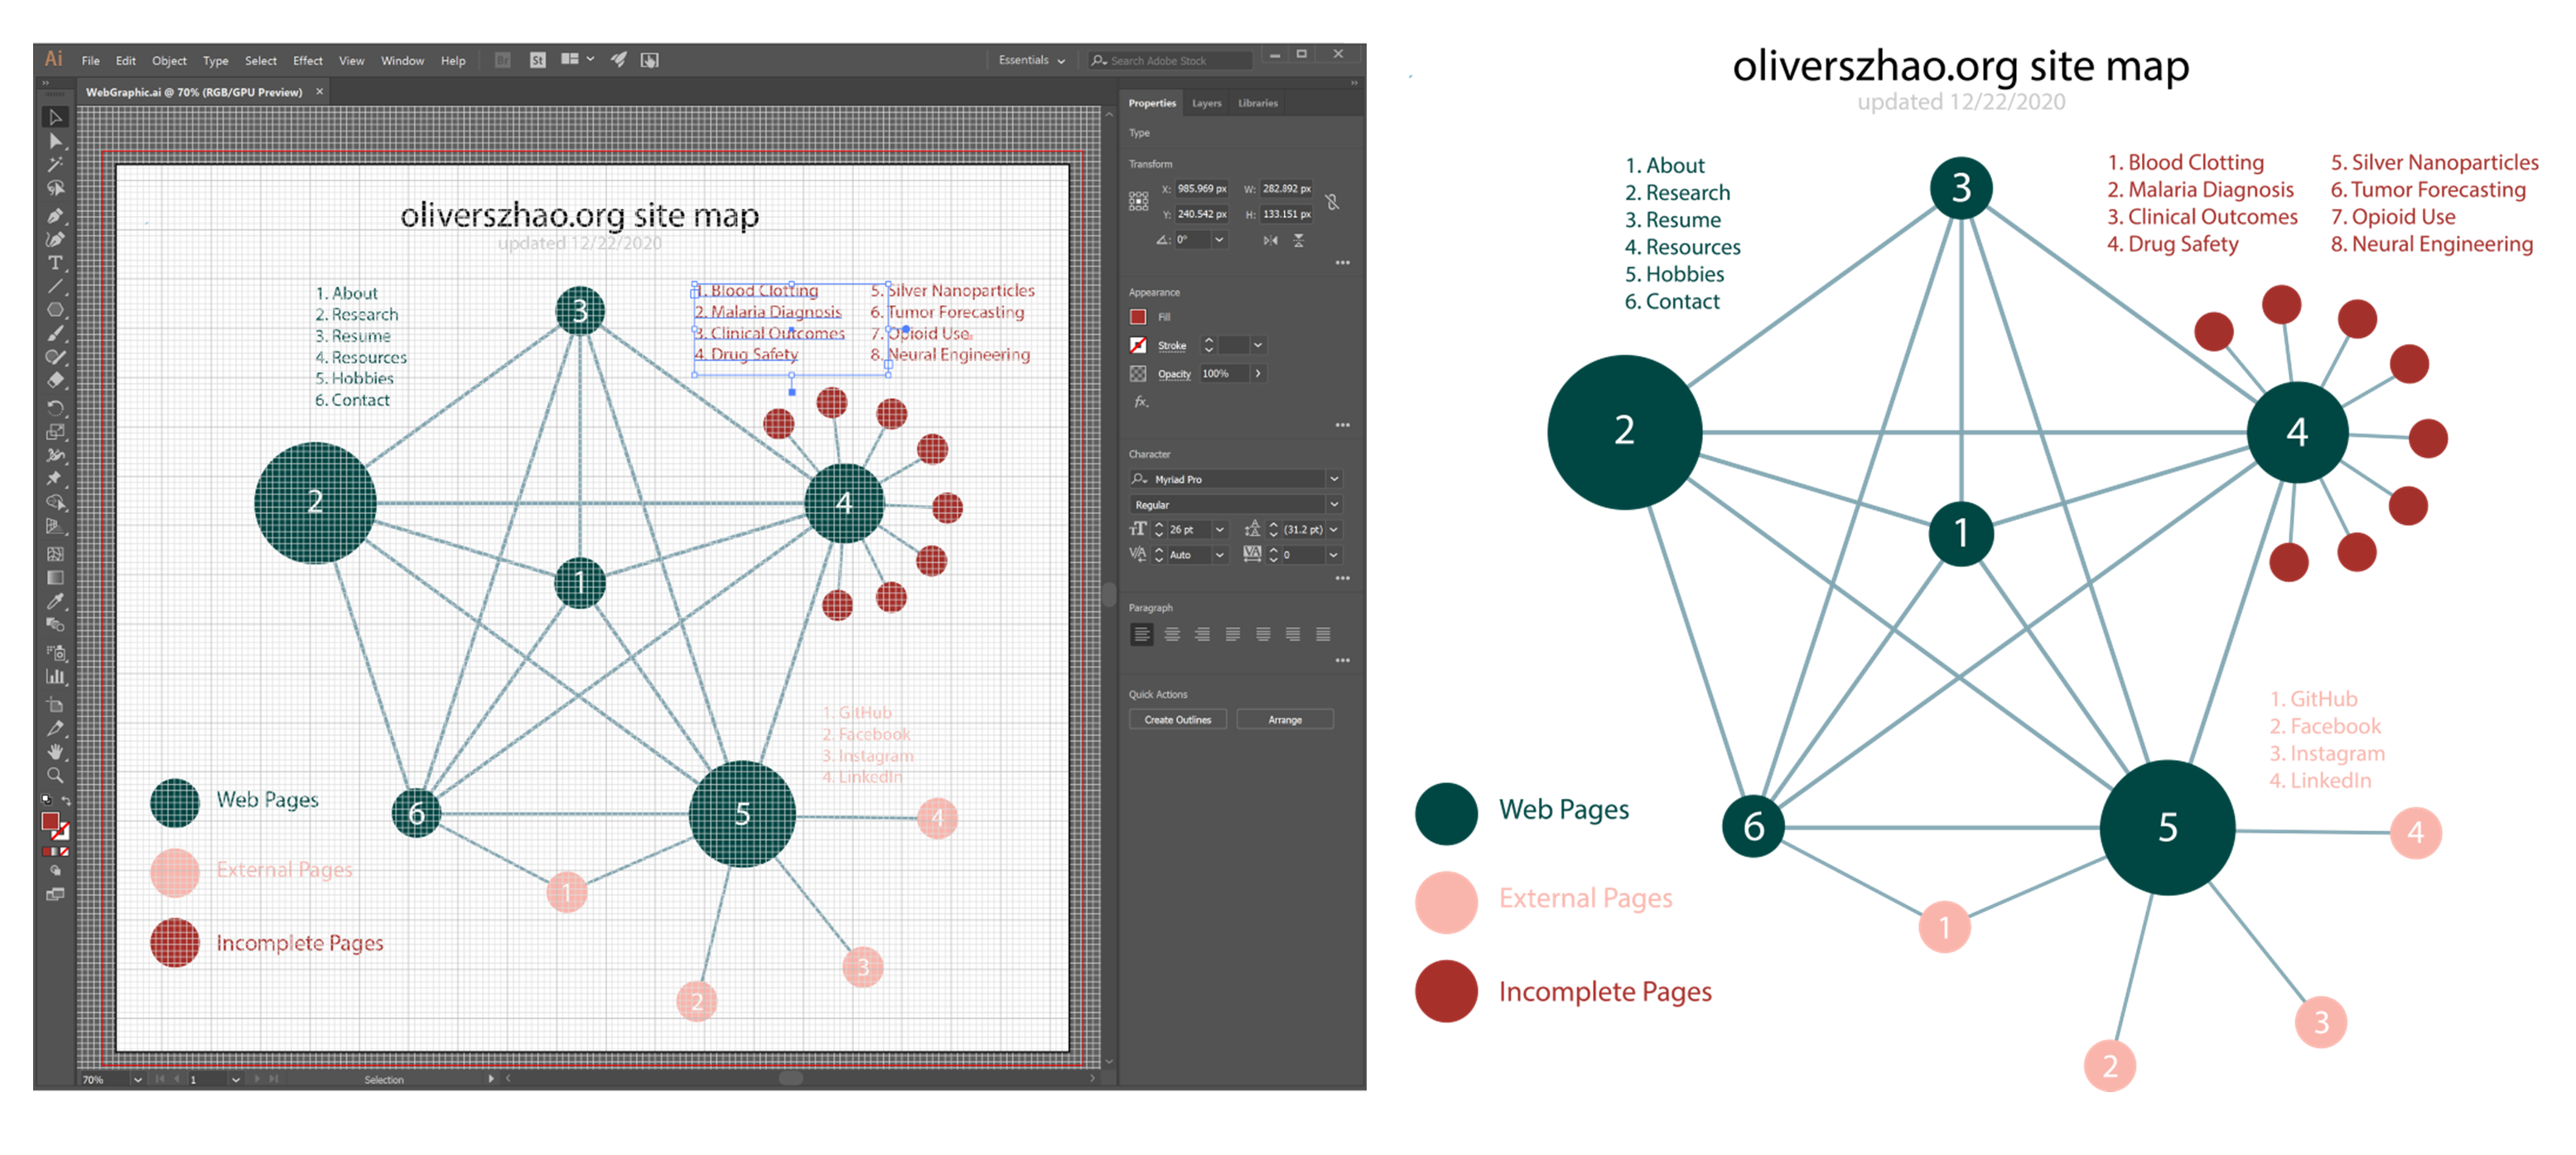 Ai File Edit Object Type Select Effect View Window Help Br St Essentials Search Adobe Stock
WebGraphic.ai @ 70% (RGB/GPU Preview) ×
oliverszhao.org site map
updated 12/22/2020
1. About
2. Research
3. Resume
4. Resources
5. Hobbies
6. Contact
1. Blood Clotting
2. Malaria Diagnosis
3. Clinical Outcomes
4. Drug Safety
5. Silver Nanoparticles
6. Tumor Forecasting
7. Opioid Use
8. Neural Engineering
3
2
4
1
1. GitHub
2. Facebook
3. Instagram
4. LinkedIn
6
5
4
1
3
2
Web Pages
External Pages
Incomplete Pages
70% 1 Selection
Properties Layers Libraries
Type
Transform
X: 985.969 px W: 282.892 px
Y: 240.542 px H: 133.151 px
0°
Appearance
Fill
Stroke
Opacity 100%
fx.
Character
Myriad Pro
Regular
26 pt (31.2 pt)
Auto 0
Paragraph
Quick Actions
Create Outlines Arrange
oliverszhao.org site map
updated 12/22/2020
1. About
2. Research
3. Resume
4. Resources
5. Hobbies
6. Contact
1. Blood Clotting
2. Malaria Diagnosis
3. Clinical Outcomes
4. Drug Safety
5. Silver Nanoparticles
6. Tumor Forecasting
7. Opioid Use
8. Neural Engineering
3
2
4
1
1. GitHub
2. Facebook
3. Instagram
4. LinkedIn
6
5
4
1
3
2
Web Pages
External Pages
Incomplete Pages